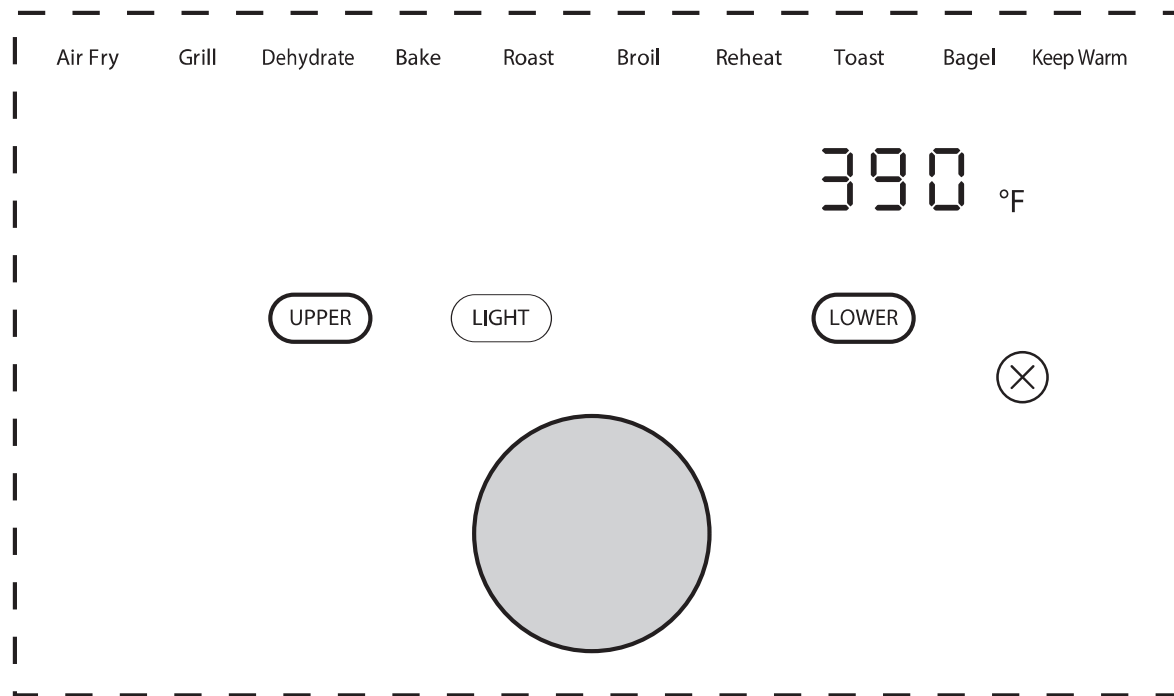 Air Fry Grill Dehydrate Bake Roast Broil Reheat Toast Bagel Keep Warm
390 °F
UPPER LIGHT LOWER